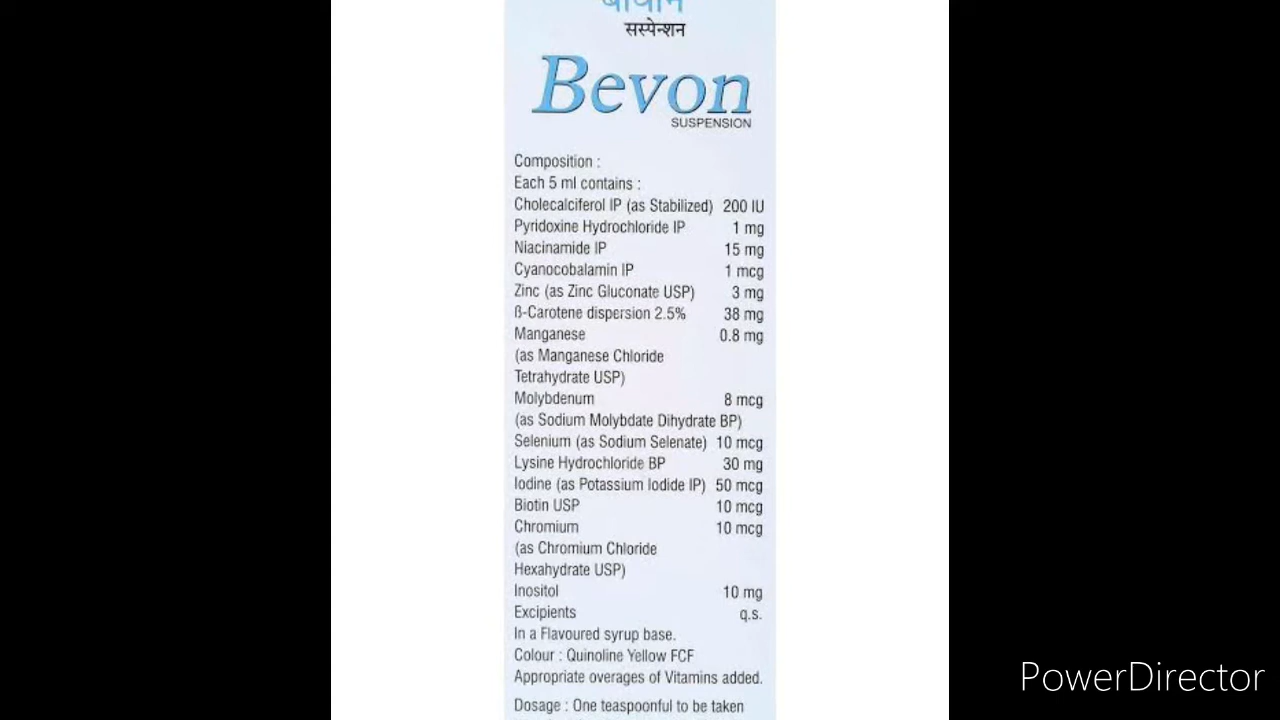 सस्पेन्शन
Bevon
SUSPENSION
Composition :
Each 5 ml contains :
Cholecalciferol IP (as Stabilized) 200 IU
Pyridoxine Hydrochloride IP 1 mg
Niacinamide IP 15 mg
Cyanocobalamin IP 1 mcg
Zinc (as Zinc Gluconate USP) 3 mg
ß-Carotene dispersion 2.5% 38 mg
Manganese 0.8 mg
(as Manganese Chloride
Tetrahydrate USP)
Molybdenum 8 mcg
(as Sodium Molybdate Dihydrate BP)
Selenium (as Sodium Selenate) 10 mcg
Lysine Hydrochloride BP 30 mg
Iodine (as Potassium Iodide IP) 50 mcg
Biotin USP 10 mcg
Chromium 10 mcg
(as Chromium Chloride
Hexahydrate USP)
Inositol 10 mg
Excipients q.s.
In a Flavoured syrup base.
Colour : Quinoline Yellow FCF
Appropriate overages of Vitamins added.
Dosage : One teaspoonful to be taken
PowerDirector